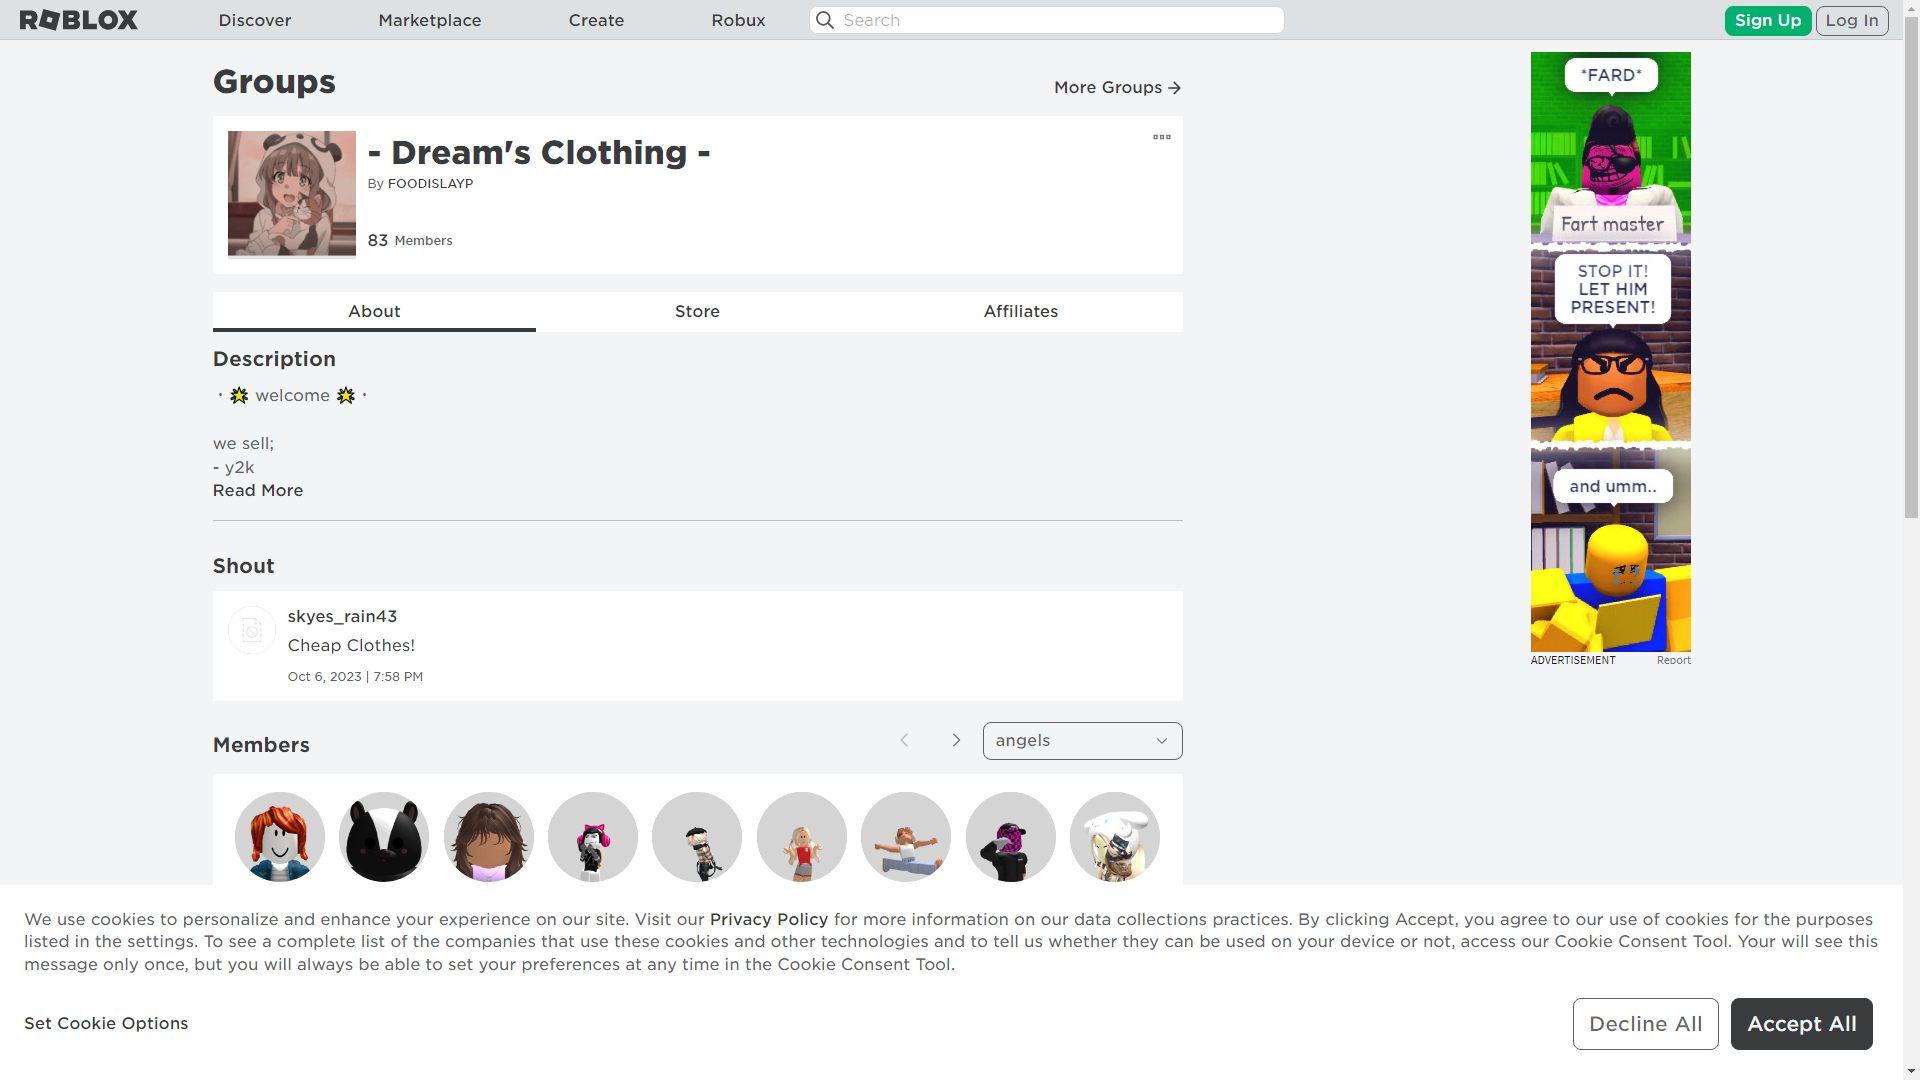 ROBLOX
Discover
Marketplace
Create
Robux
Search
Sign Up
Log In
Groups
More Groups
- Dream's Clothing -
By FOODISLAYP
83 Members
About
Store
Affiliates
Description
· 🌟 welcome 🌟 ·
we sell;
- y2k
Read More
Shout
skyes_rain43
Cheap Clothes!
Oct 6, 2023 | 7:58 PM
Members
angels
*FARD*
Fart master
STOP IT!
LET HIM
PRESENT!
and umm..
ADVERTISEMENT
Report
We use cookies to personalize and enhance your experience on our site. Visit our Privacy Policy for more information on our data collections practices. By clicking Accept, you agree to our use of cookies for the purposes
listed in the settings. To see a complete list of the companies that use these cookies and other technologies and to tell us whether they can be used on your device or not, access our Cookie Consent Tool. Your will see this
message only once, but you will always be able to set your preferences at any time in the Cookie Consent Tool.
Set Cookie Options
Decline All
Accept All